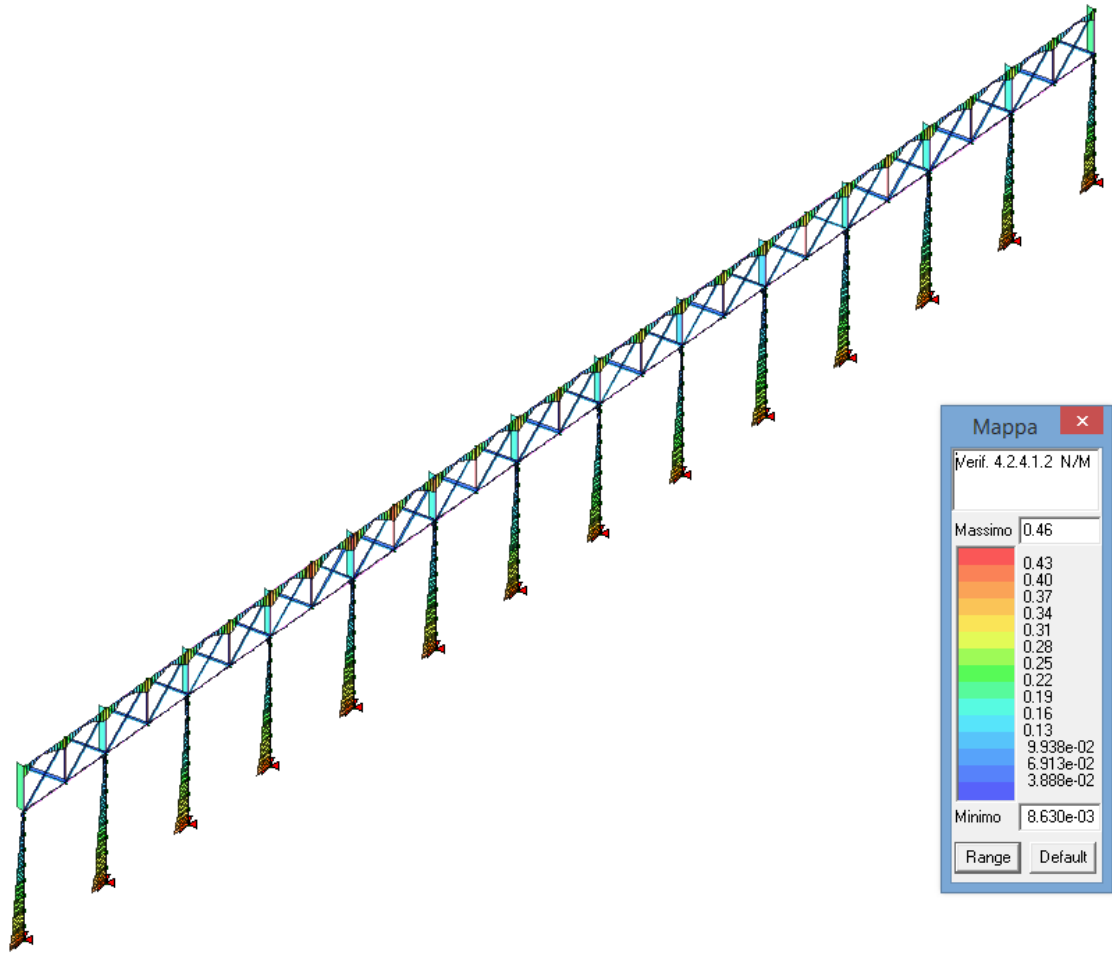 Mappa
Verif. 4.2.4.1.2 N/M
Massimo 0.46
0.43
0.40
0.37
0.34
0.31
0.28
0.25
0.22
0.19
0.16
0.13
9.938e-02
6.913e-02
3.888e-02
Minimo 8.630e-03
Range Default